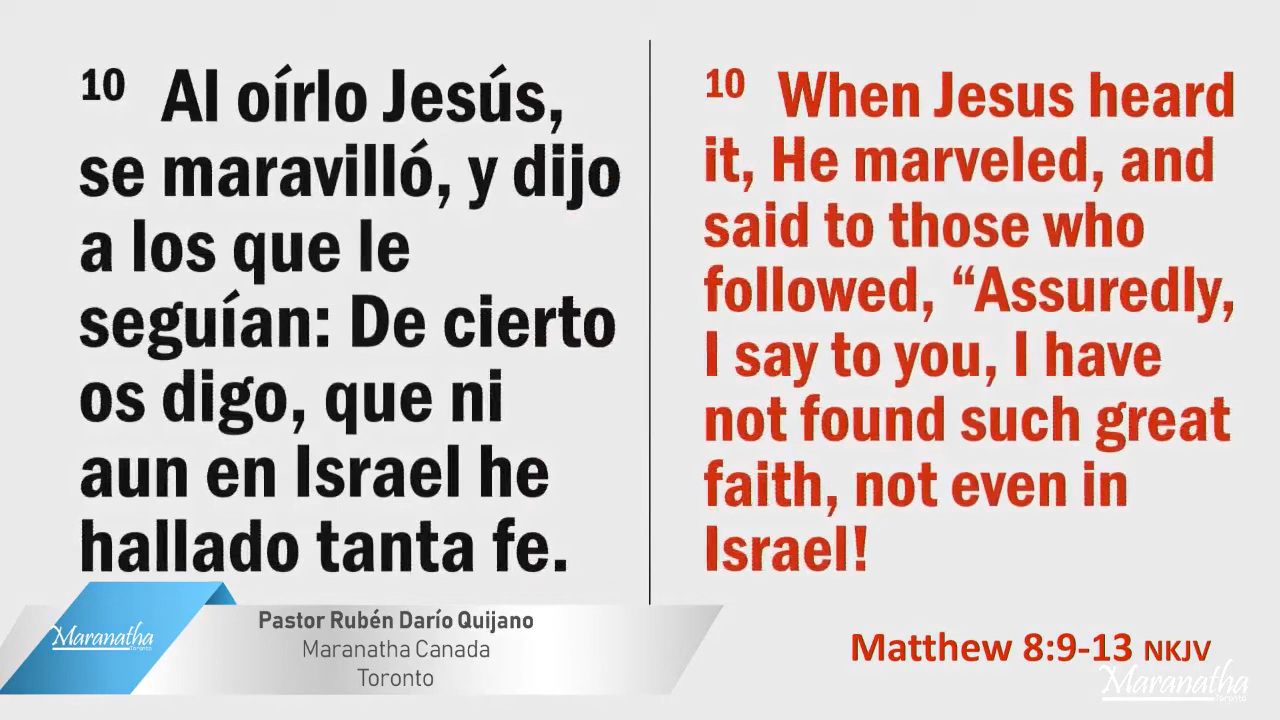 10 Al oírlo Jesús,
se maravilló, y dijo
a los que le
seguían: De cierto
os digo, que ni
aun en Israel he
hallado tanta fe.
10 When Jesus heard
it, He marveled, and
said to those who
followed, “Assuredly,
I say to you, I have
not found such great
faith, not even in
Israel!
Matthew 8:9-13 NKJV
Maranatha
Toronto
Pastor Rubén Darío Quijano
Maranatha Canada
Toronto
Maranatha
Toronto